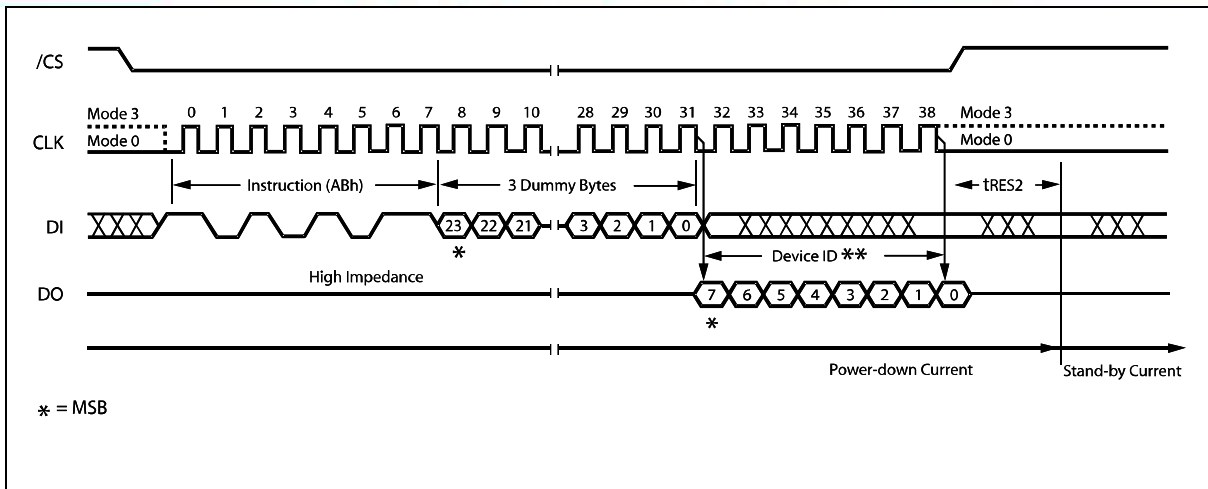 /CS
Mode 3 0 1 2 3 4 5 6 7 8 9 10 28 29 30 31 32 33 34 35 36 37 38 Mode 3
CLK Mode 0 Mode 0
Instruction (ABh) 3 Dummy Bytes tRES2
DI 23 22 21 3 2 1 0
* Device ID **
High Impedance
DO 7 6 5 4 3 2 1 0
*
Power-down Current Stand-by Current
* = MSB